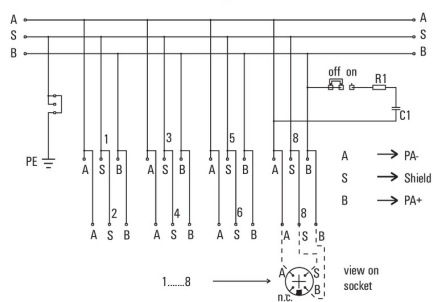 A A
S S
B B
off on
R1
C1
PE
1 3 5 8
A S B A S B A S B A S B
A → PA-
S → Shield
B → PA+
2 4 6 8
A S B A S B A S B A S B
A S
B
n.c.
1.......8 →
view on
socket